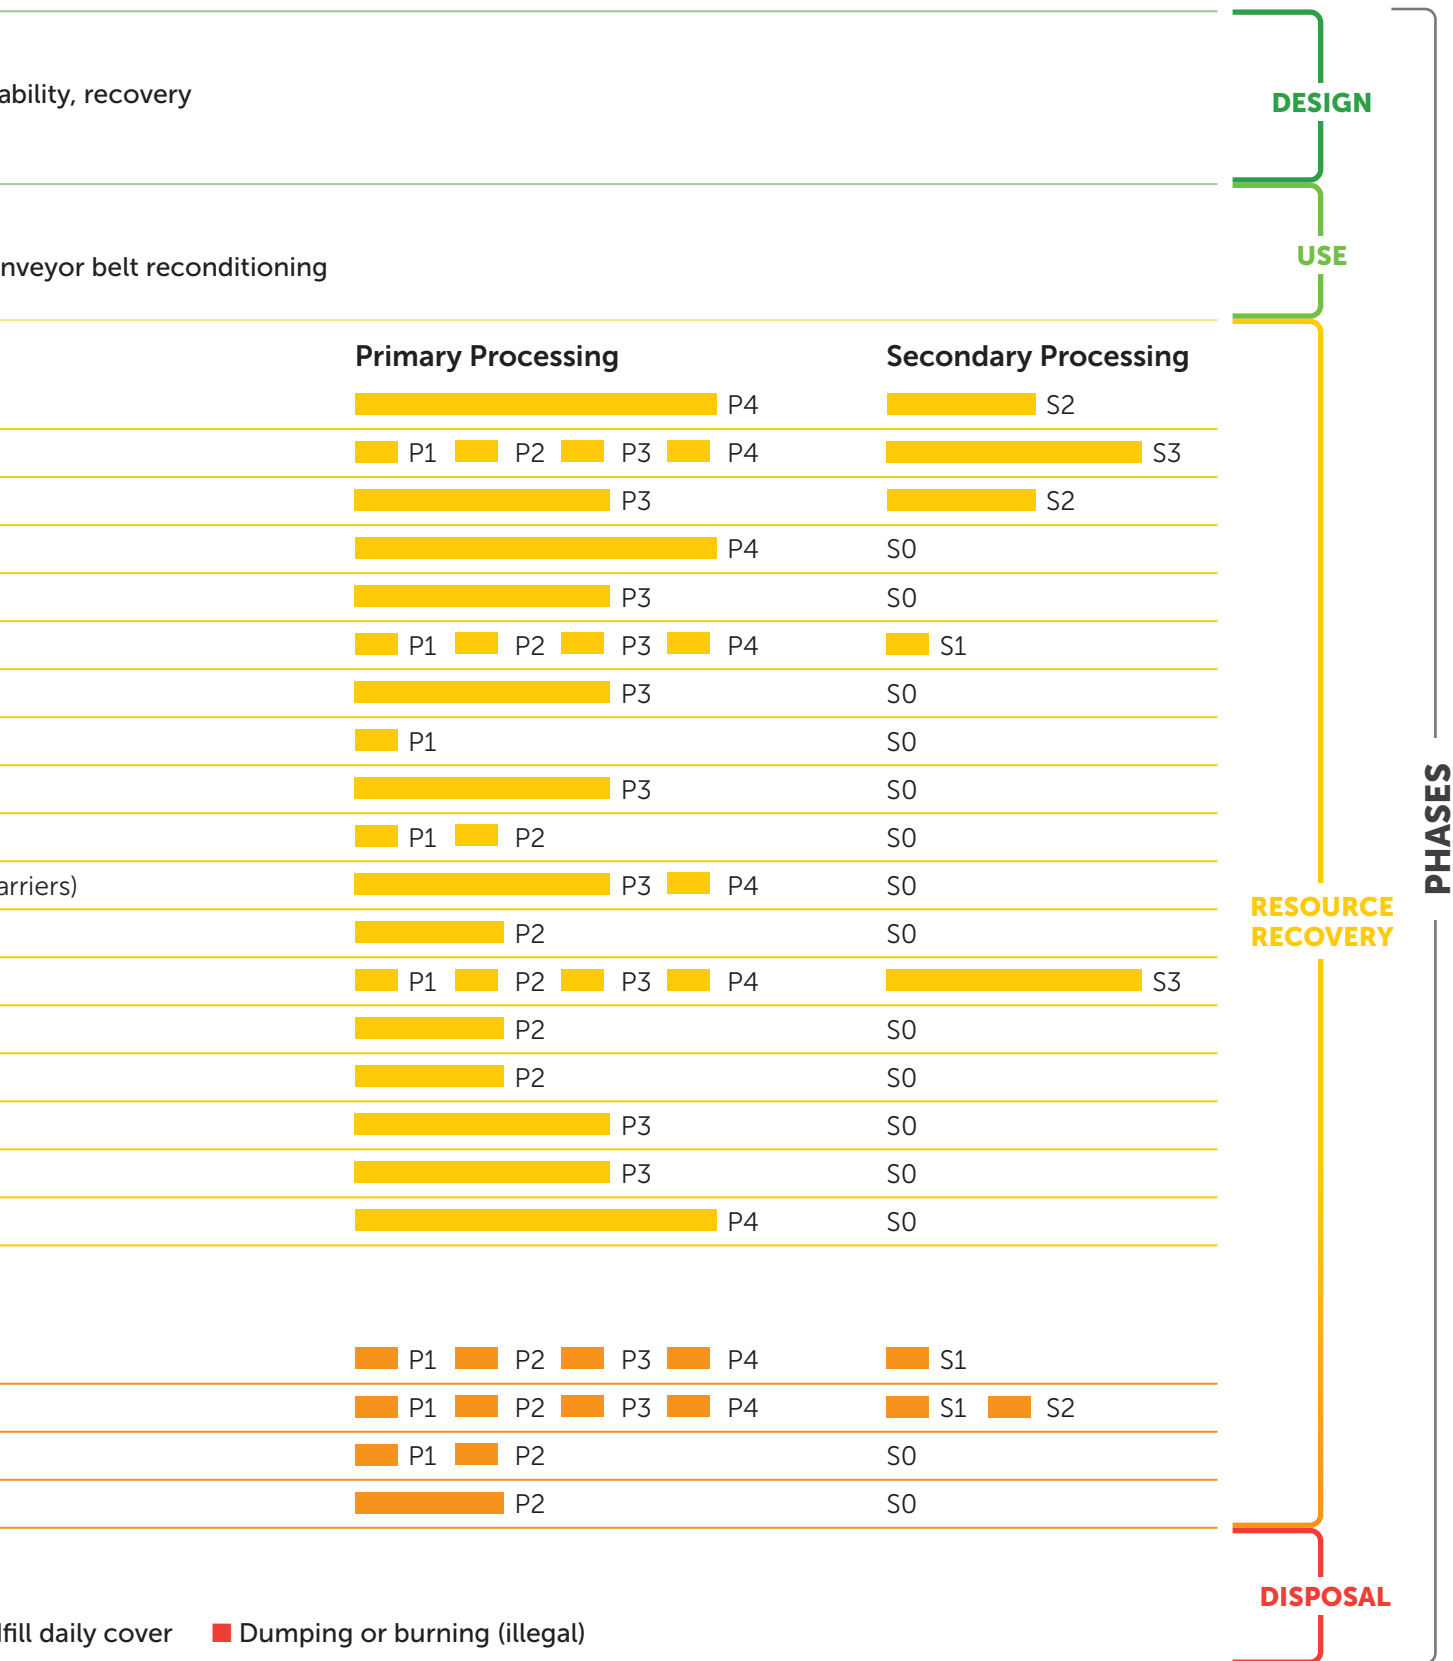 ability, recovery
DESIGN
USE
nveyor belt reconditioning
Primary Processing Secondary Processing
P4 S2
P1 P2 P3 P4 S3
P3 S2
P4 S0
P3 S0
P1 P2 P3 P4 S1
P3 S0
P1 S0
P3 S0
P1 P2 S0
arriers) P3 P4 S0
P2 S0
P1 P2 P3 P4 S3
P2 S0
P2 S0
P3 S0
P3 S0
P4 S0
RESOURCE
RECOVERY
PHASES
P1 P2 P3 P4 S1
P1 P2 P3 P4 S1 S2
P1 P2 S0
P2 S0
DISPOSAL
fill daily cover Dumping or burning (illegal)